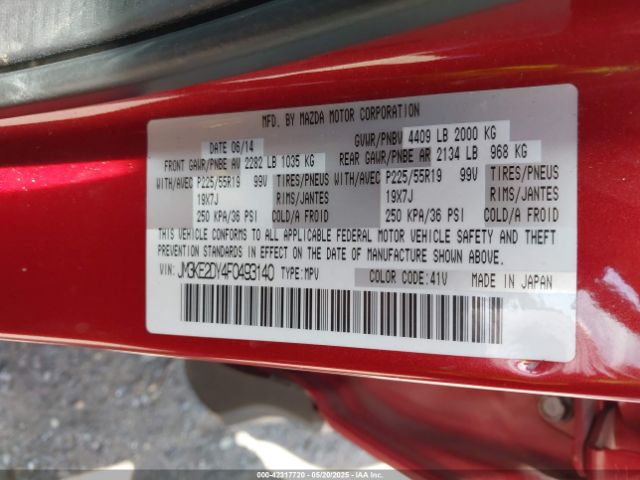 MFD. BY MAZDA MOTOR CORPORATION
DATE 06/14 GVWR/PNBV 4409 LB 2000 KG
FRONT GAWR/PNBE AV 2282 LB 1035 KG REAR GAWR/PNBE AR 2134 LB 968 KG
WITH/AVEC P225/55R19 99V TIRES/PNEUS WITH/AVEC P225/55R19 99V TIRES/PNEUS
19X7J RIMS/JANTES 19X7J RIMS/JANTES
250 KPA/36 PSI COLD/A FROID 250 KPA/36 PSI COLD/A FROID
THIS VEHICLE CONFORMS TO ALL APPLICABLE FEDERAL MOTOR VEHICLE SAFETY AND THEFT
PREVENTION STANDARDS IN EFFECT ON THE DATE OF MANUFACTURE SHOWN ABOVE.
VIN: JM3KE2DY4F0493140 TYPE: MPV COLOR CODE: 41V MADE IN JAPAN
000-42317720 - 05/20/2025 - COPART